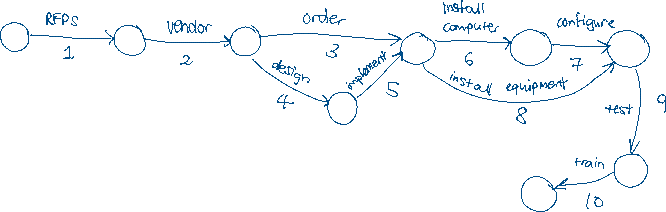 RFPS
1
vendor
2
order
3
design
4
implement
5
Install
computer
6
configure
7
install equipment
8
test
9
train
10